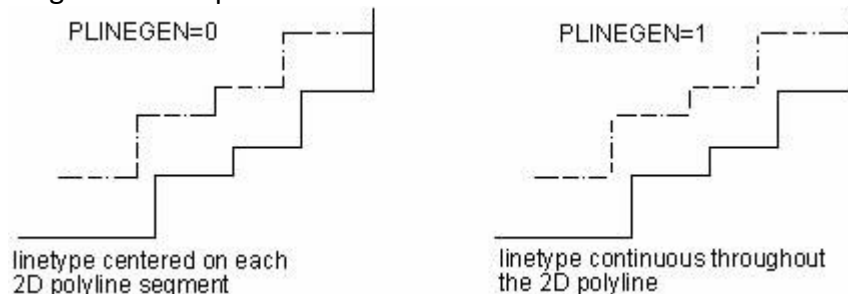 PLINEGEN=0
PLINEGEN=1
linetype centered on each
2D polyline segment
linetype continuous throughout
the 2D polyline